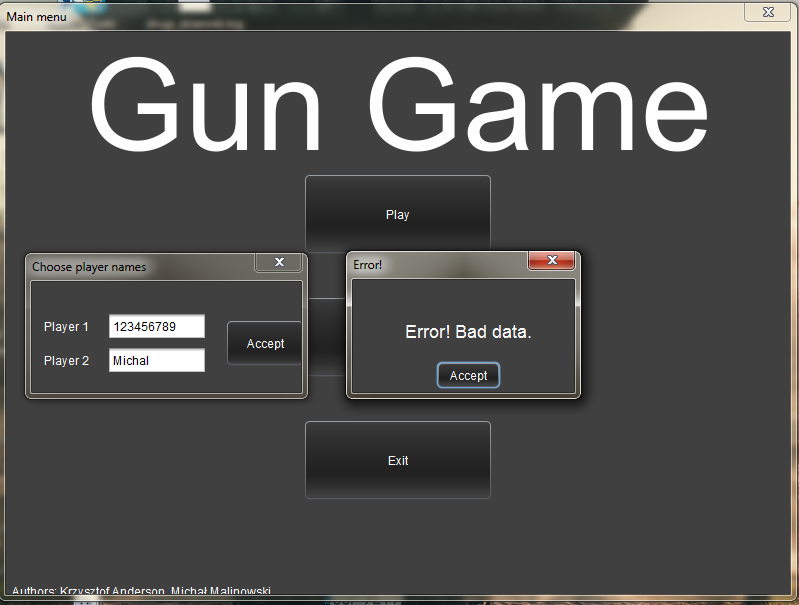 Main menu
Gun Game
Play
Choose player names
Player 1
123456789
Player 2
Michal
Accept
Error!
Error! Bad data.
Accept
Exit
Authors: Krzysztof Anderson, Michał Malinowski